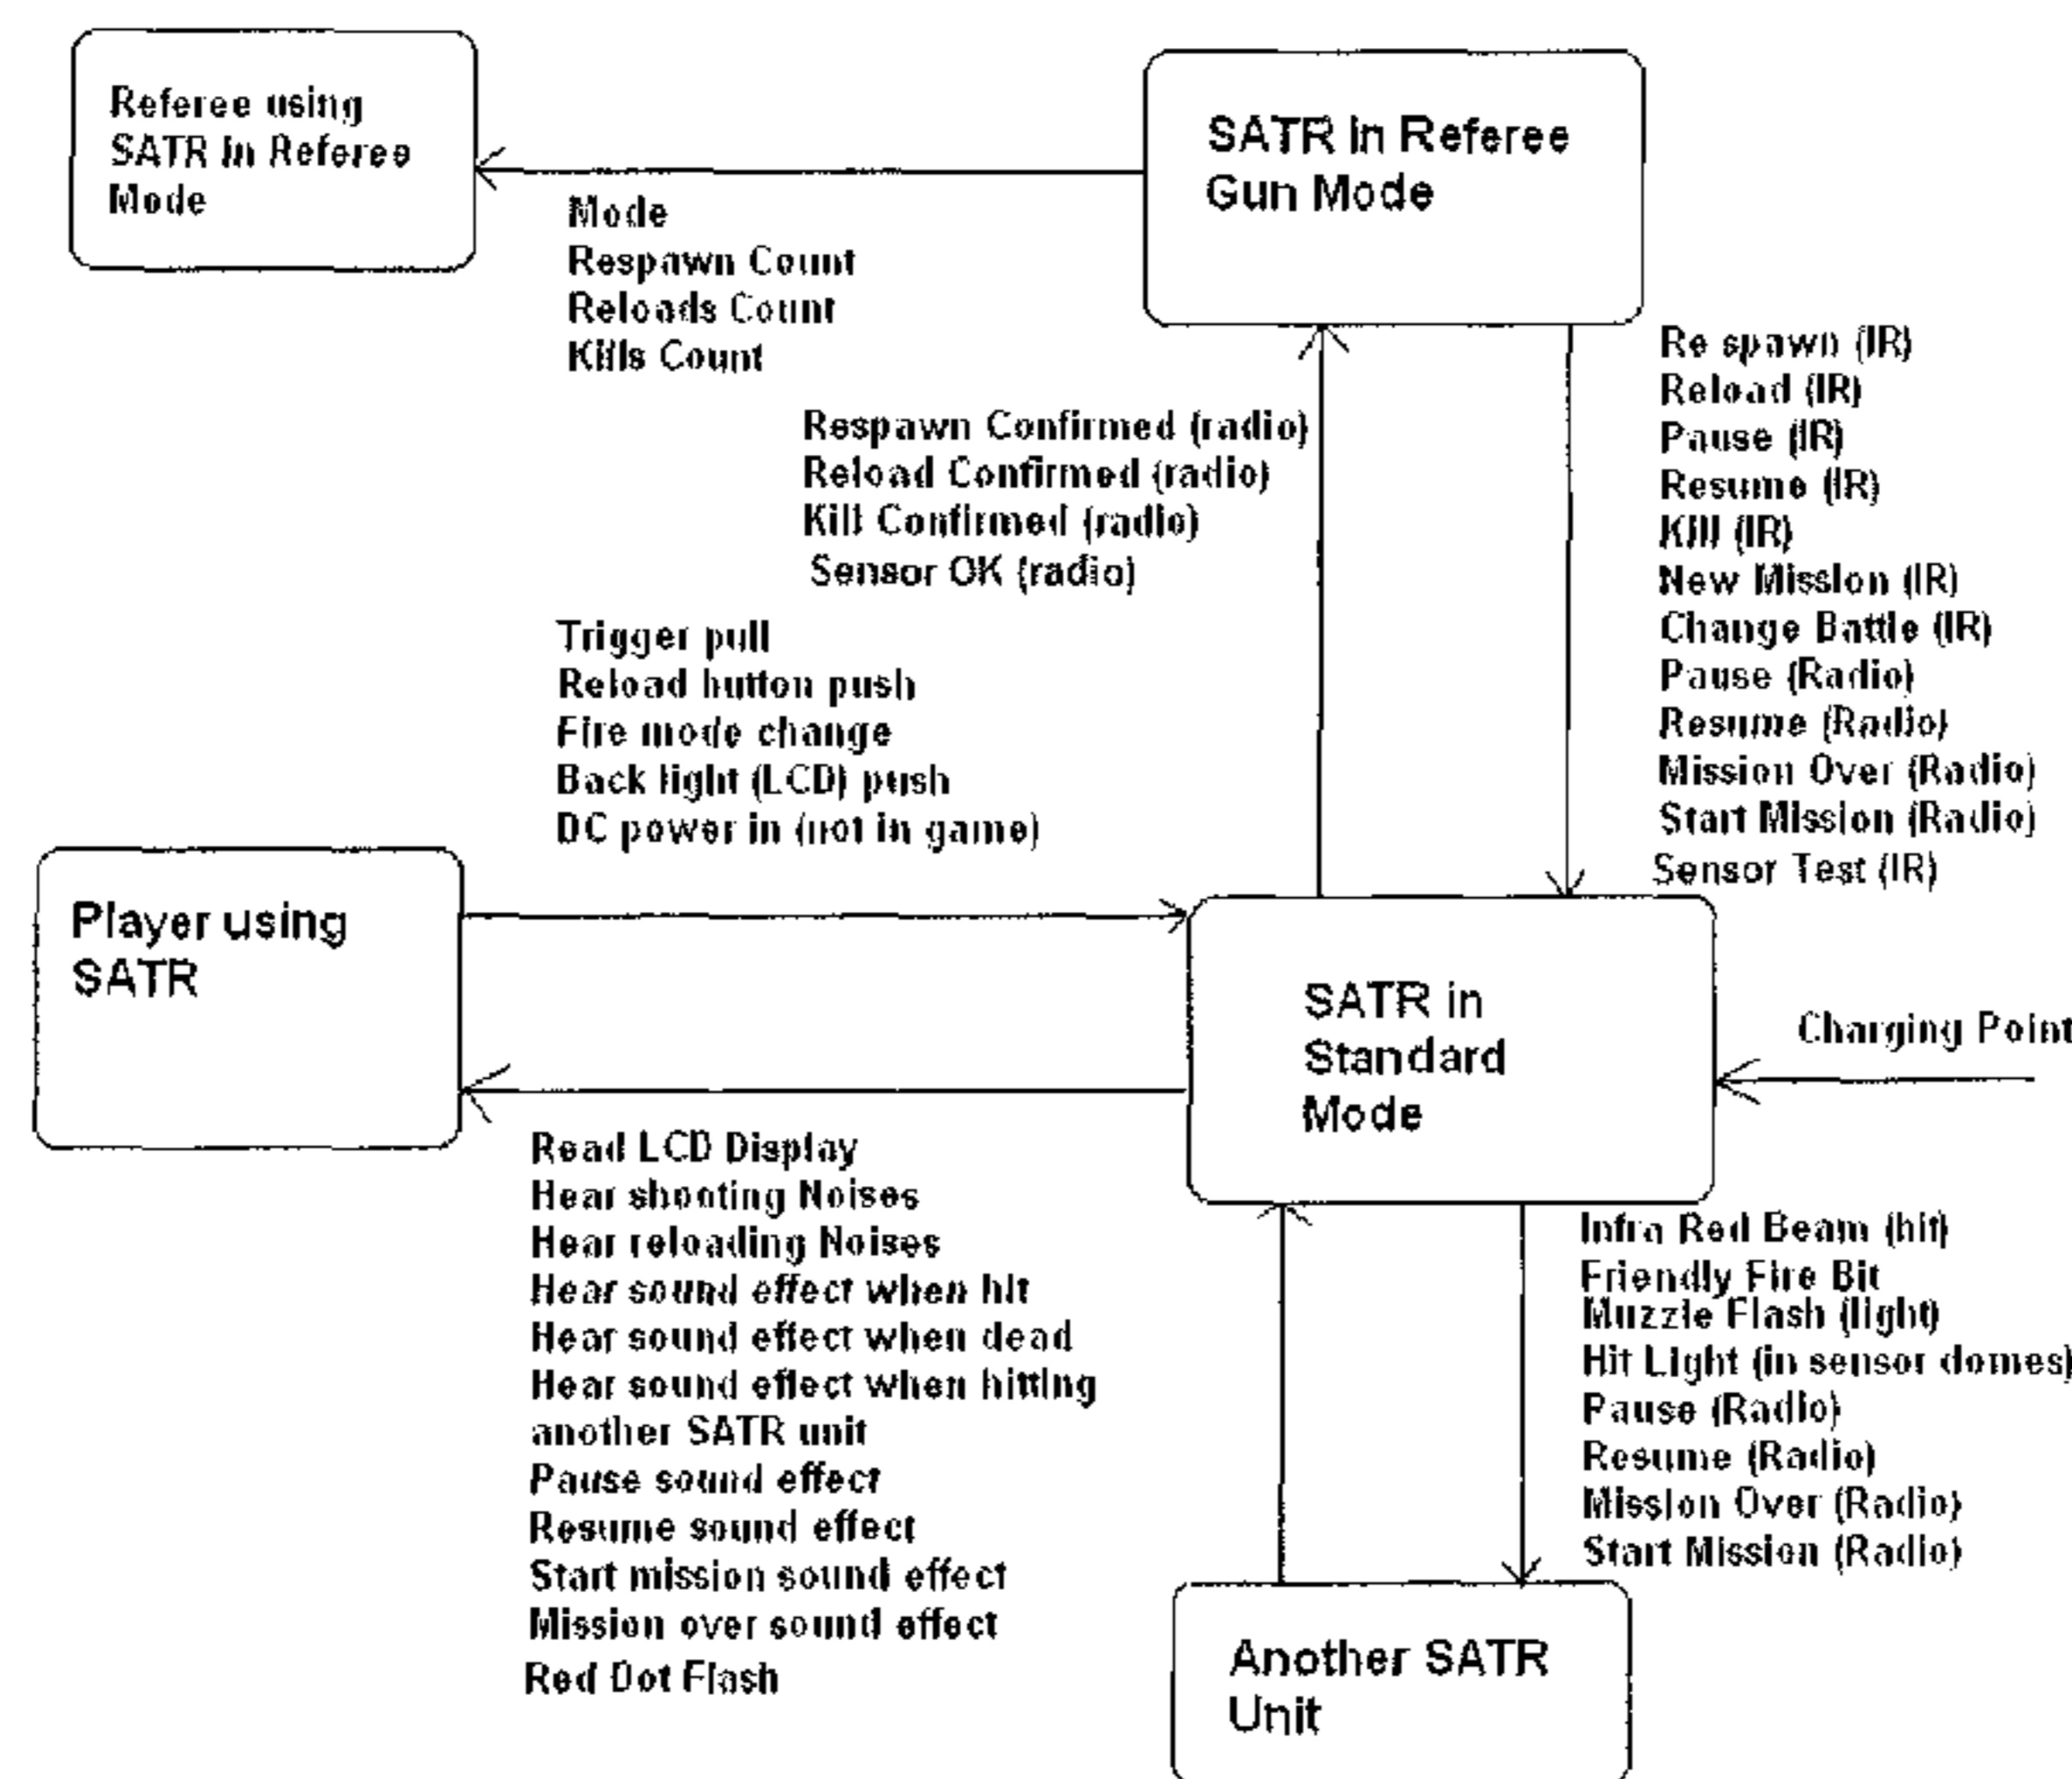 Referee using
SATR in Referee
Mode
SATR in Referee
Gun Mode
Mode
Respawn Count
Reloads Count
Kills Count
Respawn Confirmed (radio)
Reload Confirmed (radio)
Kill Confirmed (radio)
Sensor OK (radio)
Re spawn (IR)
Reload (IR)
Pause (IR)
Resume (IR)
Kill (IR)
New Mission (IR)
Change Battle (IR)
Pause (Radio)
Resume (Radio)
Mission Over (Radio)
Start Mission (Radio)
Sensor Test (IR)
Trigger pull
Reload button push
Fire mode change
Back light (LCD) push
DC power in (not in game)
Player using
SATR
SATR in
Standard
Mode
Charging Point
Read LCD Display
Hear shooting Noises
Hear reloading Noises
Hear sound effect when hit
Hear sound effect when dead
Hear sound effect when hitting
another SATR unit
Pause sound effect
Resume sound effect
Start mission sound effect
Mission over sound effect
Red Dot Flash
Infra Red Beam (hit)
Friendly Fire Bit
Muzzle Flash (light)
Hit Light (in sensor domes)
Pause (Radio)
Resume (Radio)
Mission Over (Radio)
Start Mission (Radio)
Another SATR
Unit